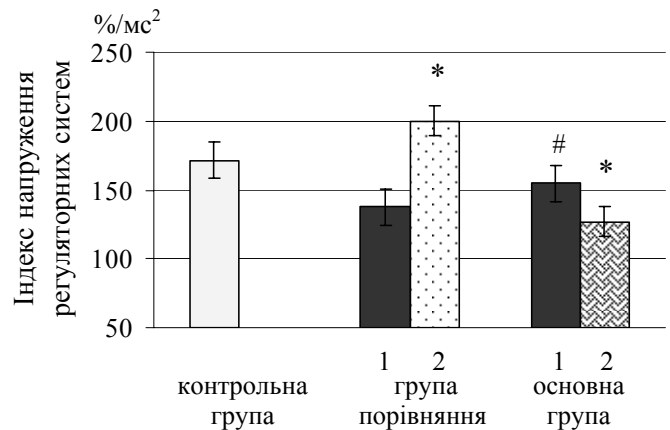 %/мс²
Індекс напруження
регуляторних систем
250
200
150
100
50
*
#
*
1 2
1 2
контрольна
група
група
порівняння
основна
група